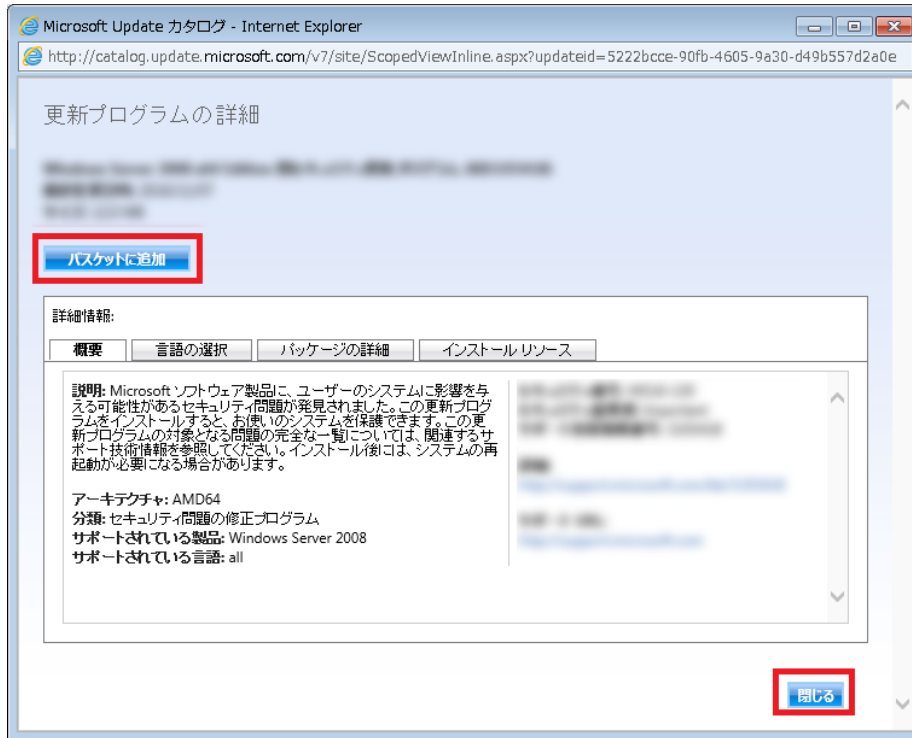 Microsoft Update カタログ - Internet Explorer
http://catalog.update.microsoft.com/v7/site/ScopedViewInline.aspx?updateid=5222bcce-90fb-4605-9a30-d49b557d2a0e
更新プログラムの詳細
バスケットに追加
詳細情報:
概要 言語の選択 パッケージの詳細 インストール リソース
説明: Microsoft ソフトウェア製品に、ユーザーのシステムに影響を与
える可能性があるセキュリティ問題が発見されました。この更新プログ
ラムをインストールすると、お使いのシステムを保護できます。この更
新プログラムの対象となる問題の完全な一覧については、関連するサ
ポート技術情報を参照してください。インストール後には、システムの再
起動が必要になる場合があります。
アーキテクチャ: AMD64
分類: セキュリティ問題の修正プログラム
サポートされている製品: Windows Server 2008
サポートされている言語: all
閉じる